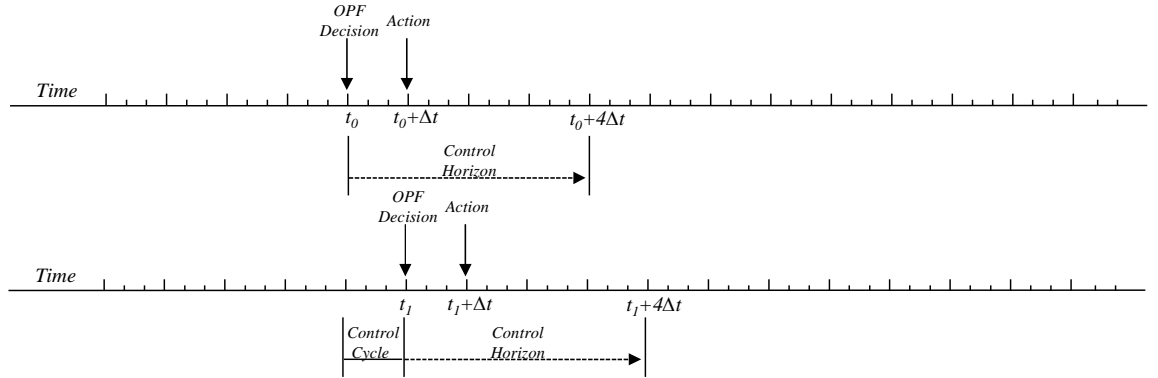 OPF
Decision
Action
Time
t0
t0+Δt
t0+4Δt
Control
Horizon
OPF
Decision
Action
Time
t1
t1+Δt
t1+4Δt
Control
Cycle
Control
Horizon